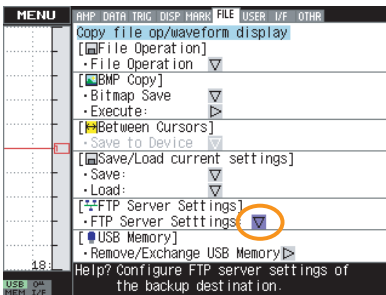 MENU
AMP DATA TRIG DISP MARK FILE USER I/F OTHR
Copy file op/waveform display
[File Operation]
・File Operation ▽
[BMP Copy]
・Bitmap Save ▽
・Execute: ▷
[Between Cursors]
・Save to Device ▽
[Save/Load current settings]
・Save: ▽
・Load: ▽
[FTP Server Settings]
・FTP Server Setttings: ▽
[USB Memory]
・Remove/Exchange USB Memory▷
18:
Help? Configure FTP server settings of
the backup destination.
USB
MEM I/F